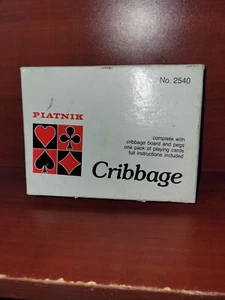 No. 2540
PIATNIK
complete with
cribbage board and pegs
one pack of playing cards
full instructions included
Cribbage